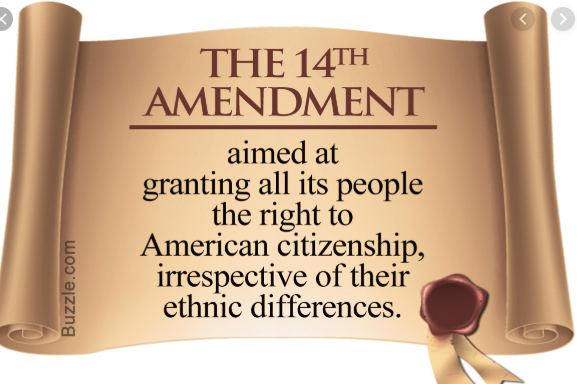 THE 14TH
AMENDMENT
aimed at
granting all its people
the right to
American citizenship,
irrespective of their
ethnic differences.
Buzzle.com